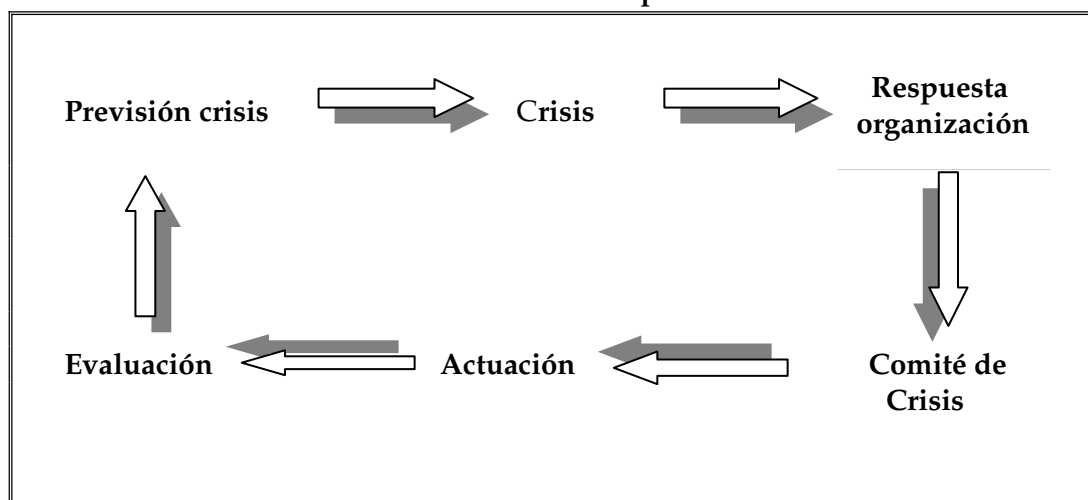 Previsión crisis
Crisis
Respuesta
organización
Evaluación
Actuación
Comité de
Crisis